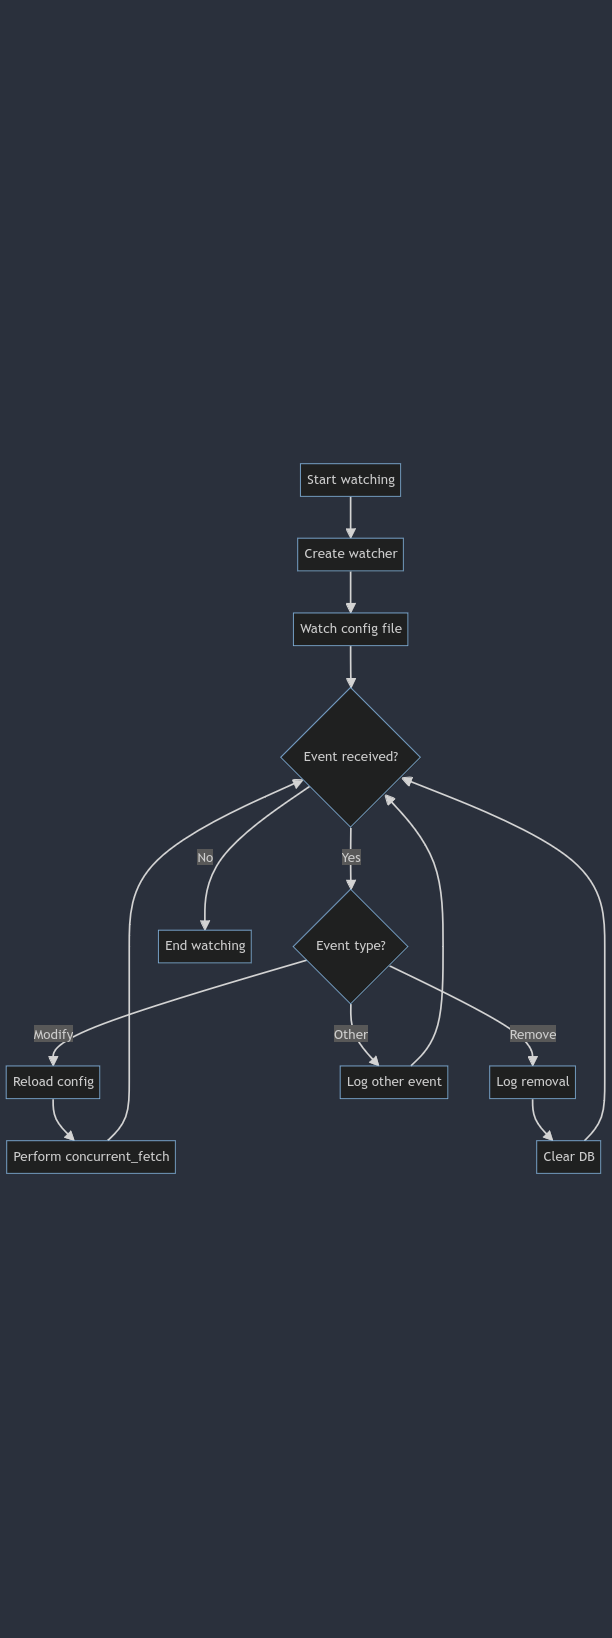 Start watching
Create watcher
Watch config file
Event received?
No
Yes
End watching
Event type?
Modify
Other
Remove
Reload config
Log other event
Log removal
Perform concurrent_fetch
Clear DB